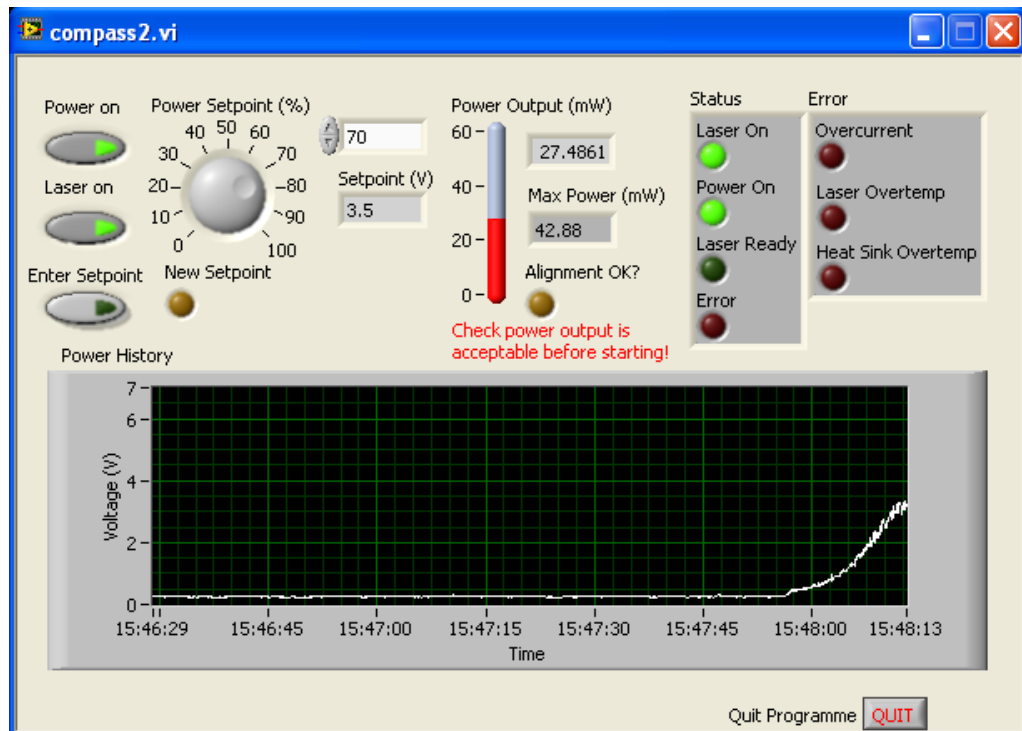 compass2.vi
Power on
Power Setpoint (%)
0
10
20
30
40
50
60
70
80
90
100
70
Setpoint (V)
3.5
Laser on
Enter Setpoint
New Setpoint
Power Output (mW)
60
40
20
0
27.4861
Max Power (mW)
42.88
Alignment OK?
Check power output is
acceptable before starting!
Status
Laser On
Power On
Laser Ready
Error
Error
Overcurrent
Laser Overtemp
Heat Sink Overtemp
Power History
Voltage (V)
7
6
4
2
0
15:46:29 15:46:45 15:47:00 15:47:15 15:47:30 15:47:45 15:48:00 15:48:13
Time
Quit Programme QUIT